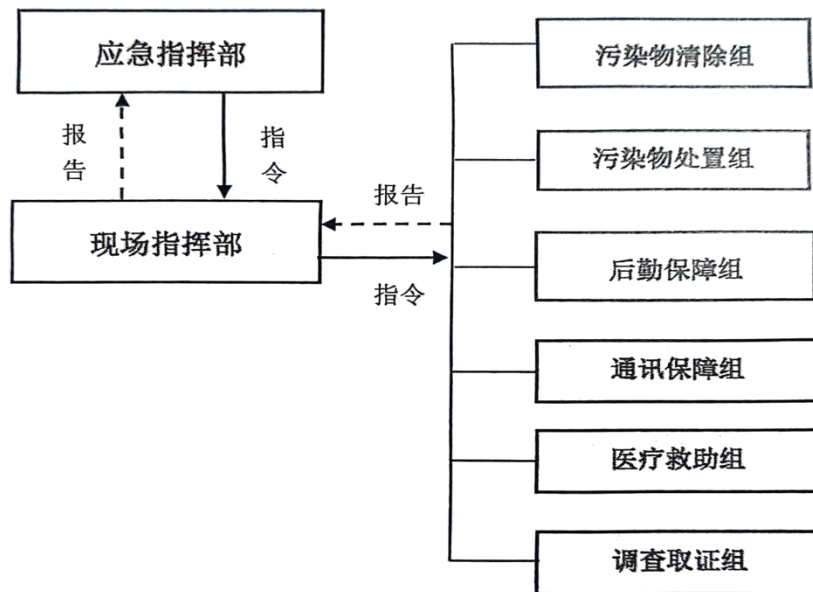 应急指挥部
报告
指令
现场指挥部
报告
指令
污染物清除组
污染物处置组
后勤保障组
通讯保障组
医疗救助组
调查取证组